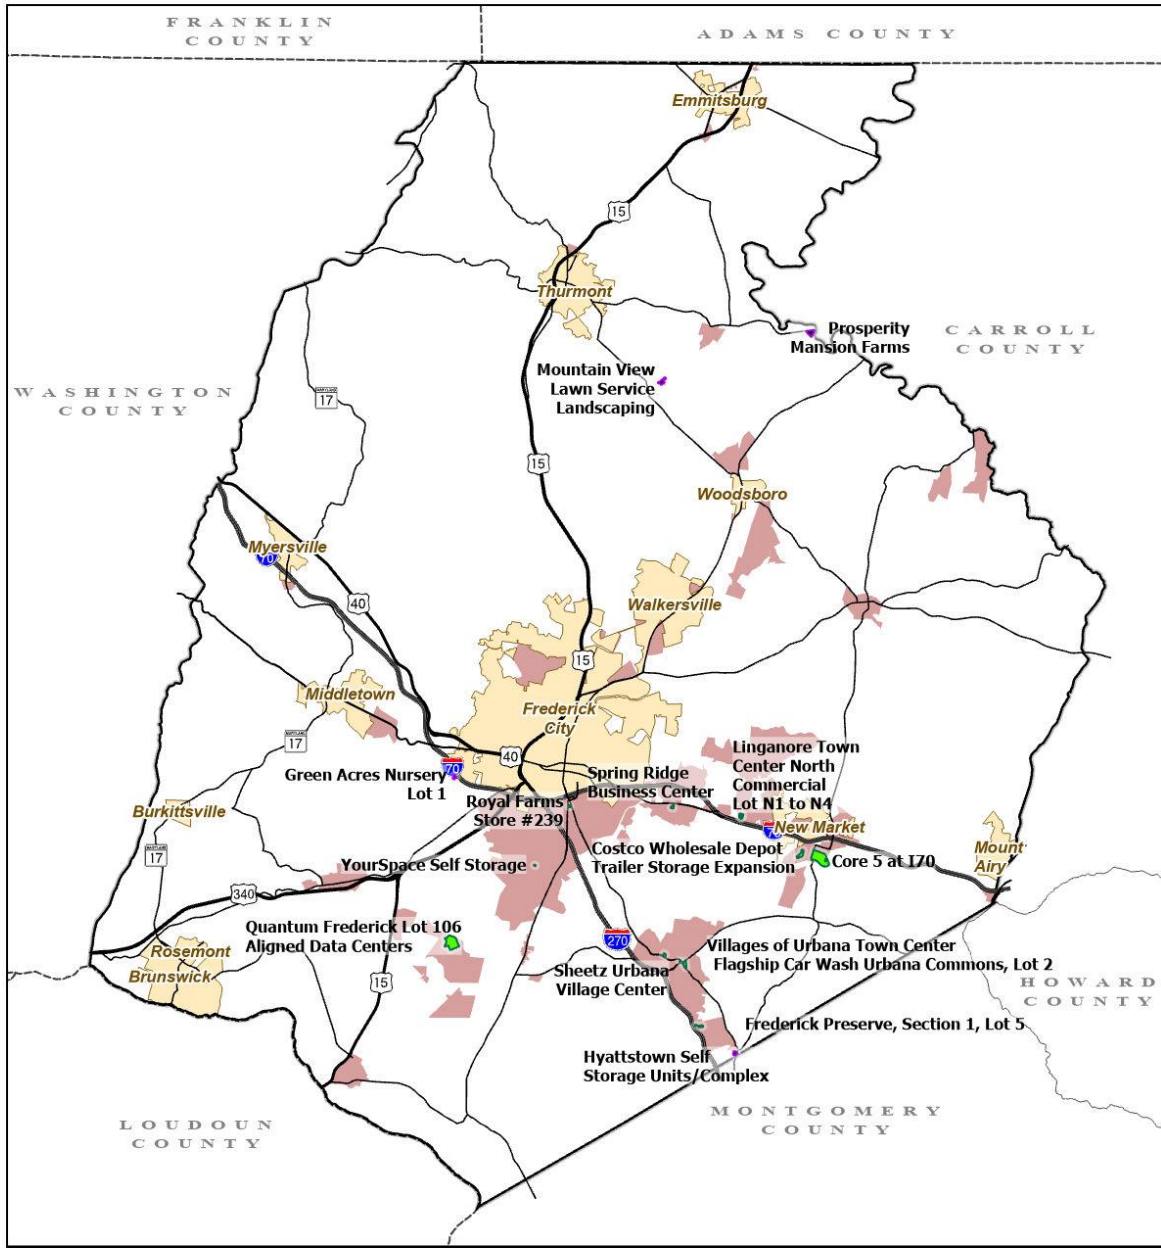 FRANKLIN
COUNTY
ADAMS COUNTY
Emmitsburg
15
Thurmont
Prosperity
Mansion Farms
CARROLL
COUNTY
Mountain View
Lawn Service
Landscaping
WASHINGTON
COUNTY
MARYLAND
17
15
Woodsboro
Myersville
70
40
Walkersville
15
Middletown
Frederick
City
MARYLAND
17
40
70
Green Acres Nursery
Lot 1
Linganore Town
Center North
Commercial
Lot N1 to N4
Spring Ridge
Business Center
Royal Farms
Store #239
Burkittsville
70
New Market
MARYLAND
17
YourSpace Self Storage
Costco Wholesale Depot
Trailer Storage Expansion
Core 5 at I70
Mount
Airy
340
Quantum Frederick Lot 106
Aligned Data Centers
270
Rosemont
Brunswick
15
Villages of Urbana Town Center
Flagship Car Wash Urbana Commons, Lot 2
Sheetz Urbana
Village Center
HOWARD
COUNTY
Frederick Preserve, Section 1, Lot 5
Hyattstown Self
Storage Units/Complex
LOUDOUN
COUNTY
MONTGOMERY
COUNTY